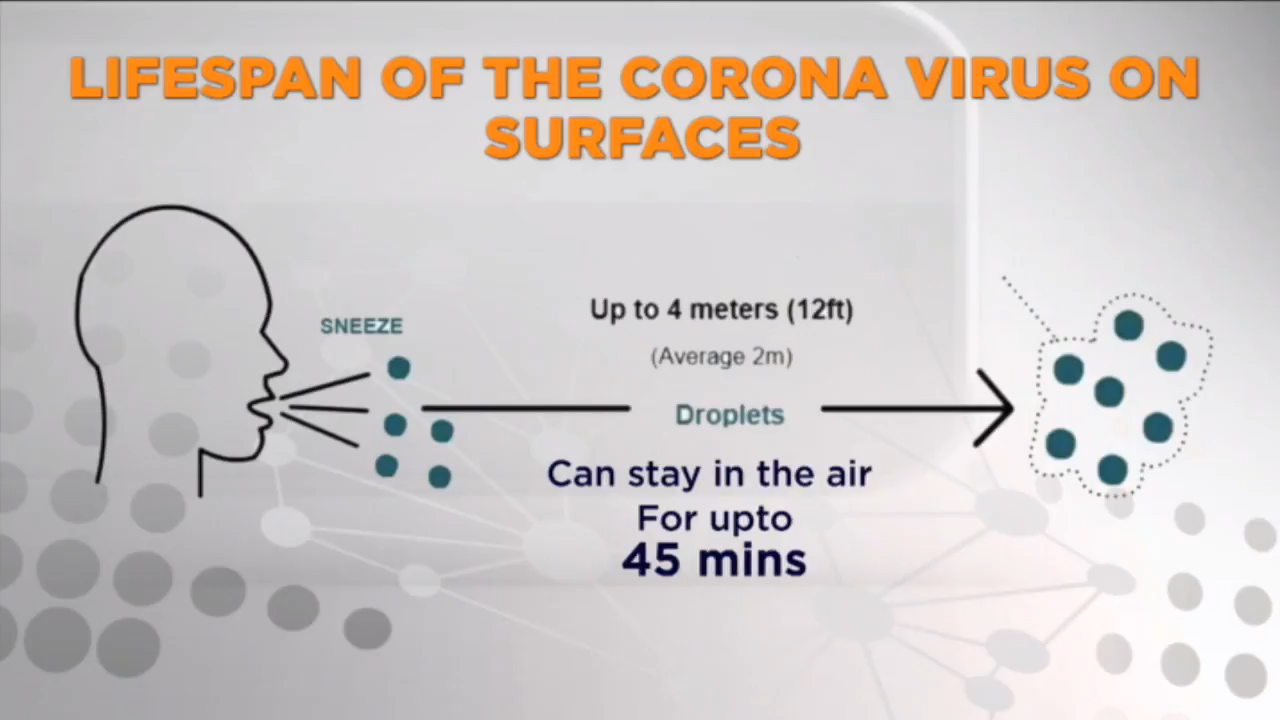 LIFESPAN OF THE CORONA VIRUS ON
SURFACES
SNEEZE
Up to 4 meters (12ft)
(Average 2m)
Droplets
Can stay in the air
For upto
45 mins